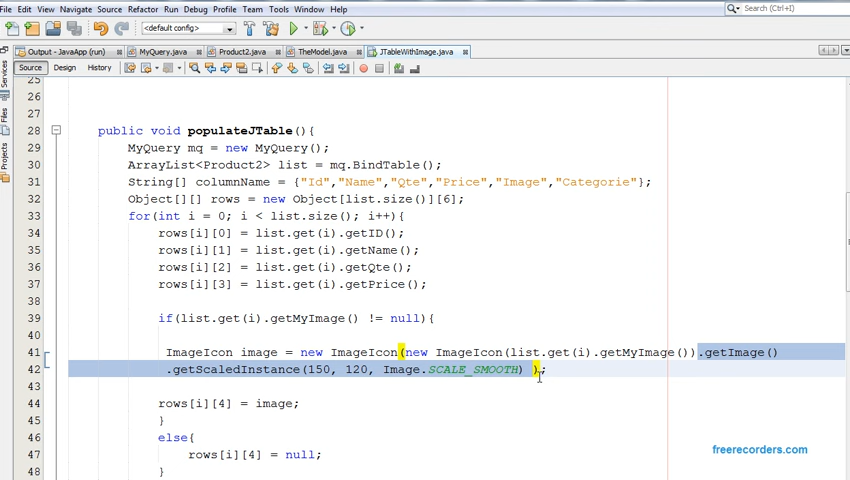 File Edit View Navigate Source Refactor Run Debug Profile Team Tools Window Help
Search (Ctrl+I)
<default config>
Output - JavaApp (run) MyQuery.java Product2.java TheModel.java JTableWithImage.java
Source Design History
Services
Files
Projects
25
26
27
28 public void populateJTable(){
29 MyQuery mq = new MyQuery();
30 ArrayList<Product2> list = mq.BindTable();
31 String[] columnName = {"Id","Name","Qte","Price","Image","Categorie"};
32 Object[][] rows = new Object[list.size()][6];
33 for(int i = 0; i < list.size(); i++){
34 rows[i][0] = list.get(i).getID();
35 rows[i][1] = list.get(i).getName();
36 rows[i][2] = list.get(i).getQte();
37 rows[i][3] = list.get(i).getPrice();
38
39 if(list.get(i).getMyImage() != null){
40
41 ImageIcon image = new ImageIcon(new ImageIcon(list.get(i).getMyImage()).getImage()
42 .getScaledInstance(150, 120, Image.SCALE_SMOOTH) );
43
44 rows[i][4] = image;
45 }
46 else{
47 rows[i][4] = null;
48 }
freerecorders.com